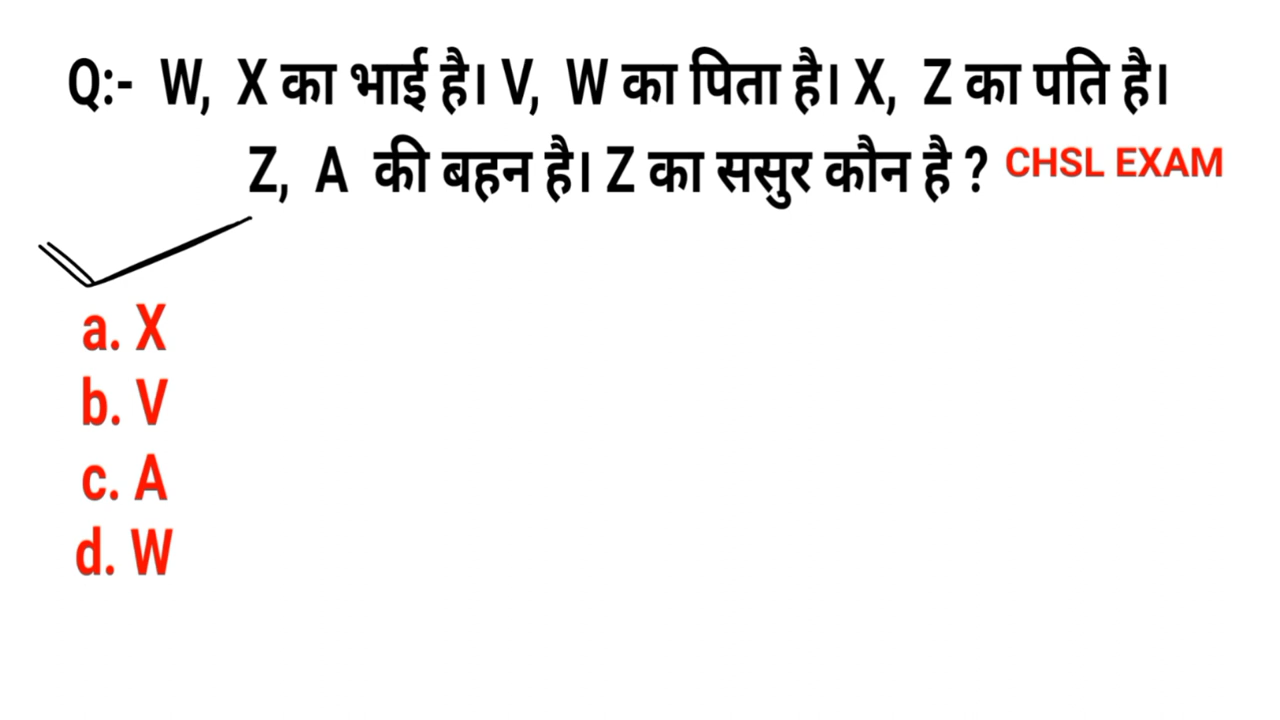 Q:- W, X का भाई है। V, W का पिता है। X, Z का पति है।
Z, A की बहन है। Z का ससुर कौन है ? CHSL EXAM
a. X
b. V
c. A
d. W